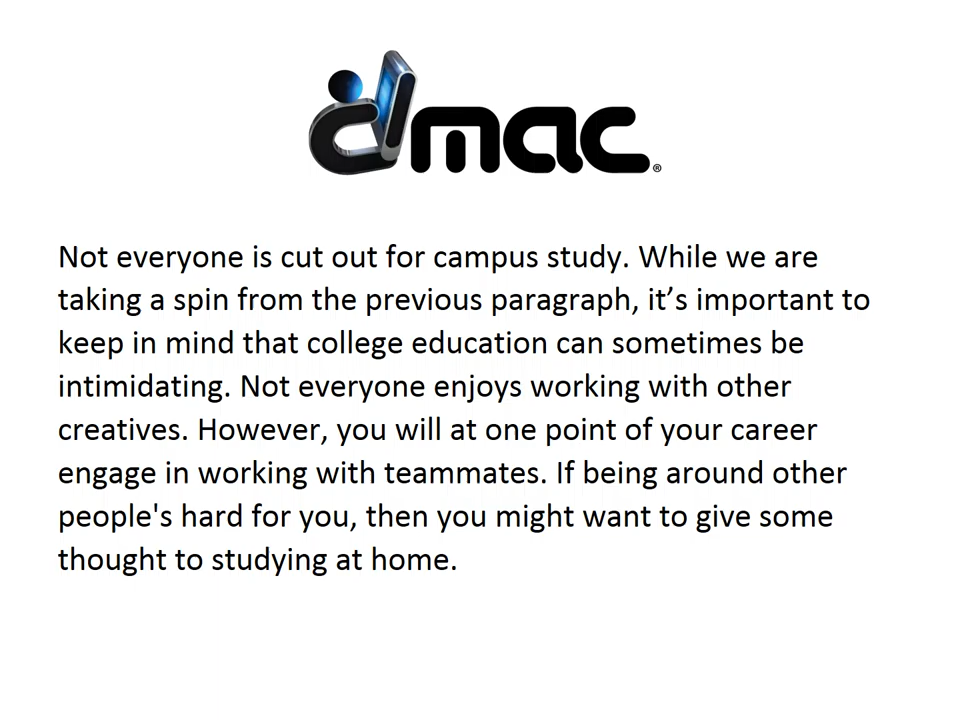 dmac®
Not everyone is cut out for campus study. While we are
taking a spin from the previous paragraph, it’s important to
keep in mind that college education can sometimes be
intimidating. Not everyone enjoys working with other
creatives. However, you will at one point of your career
engage in working with teammates. If being around other
people's hard for you, then you might want to give some
thought to studying at home.